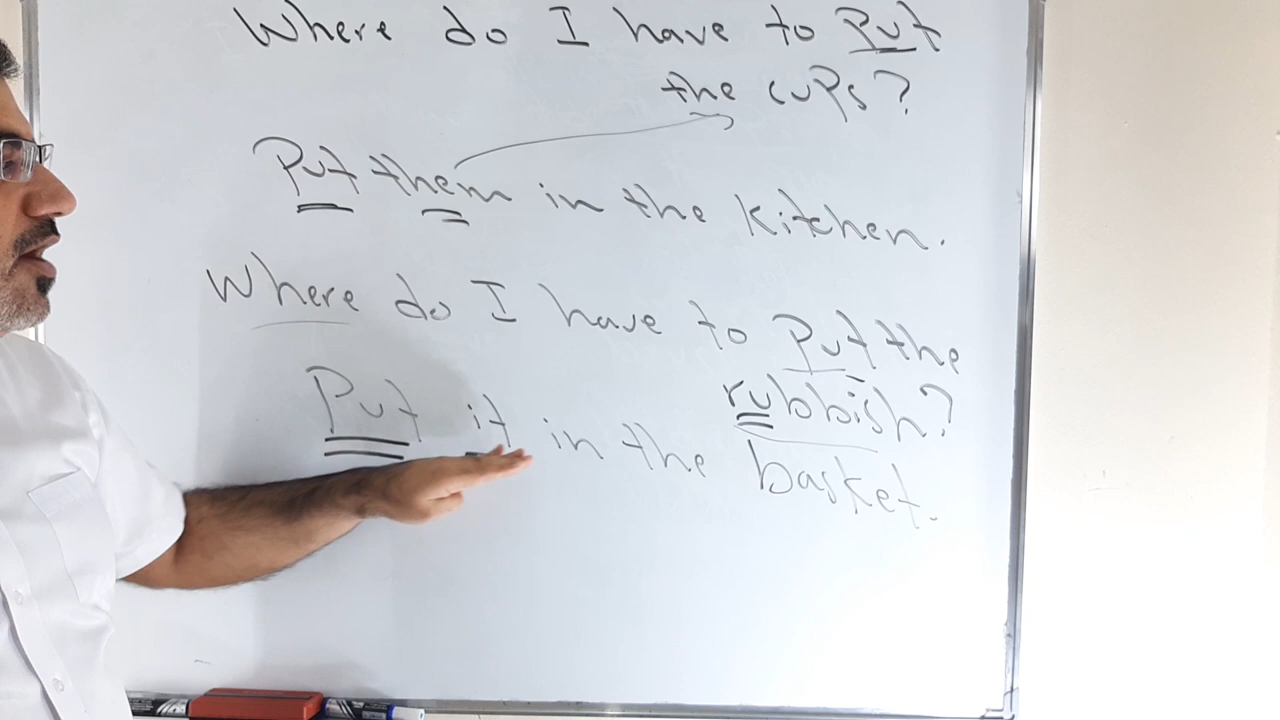 Where do I have to Put
the cups?
Put them in the kitchen.
Where do I have to Put the
rubbish?
Put it in the basket.